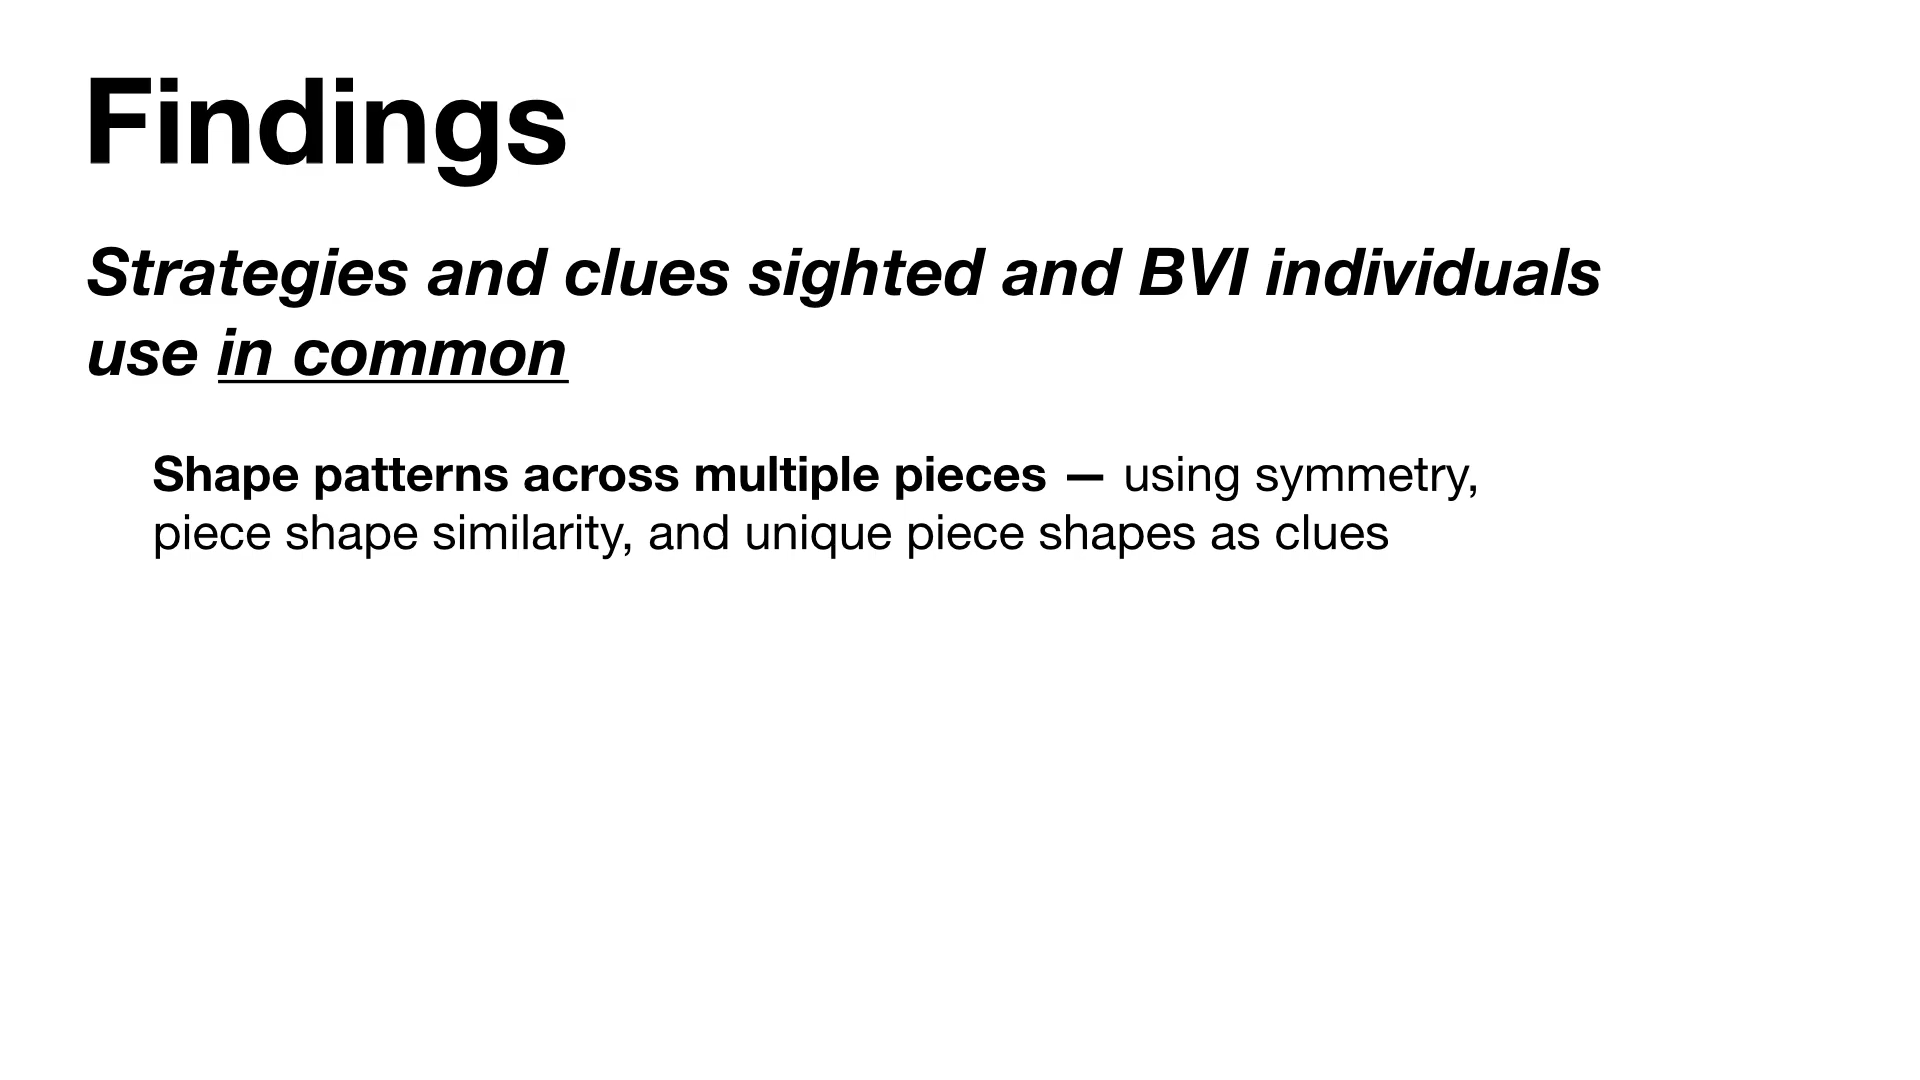 Findings
Strategies and clues sighted and BVI individuals
use in common
Shape patterns across multiple pieces — using symmetry,
piece shape similarity, and unique piece shapes as clues